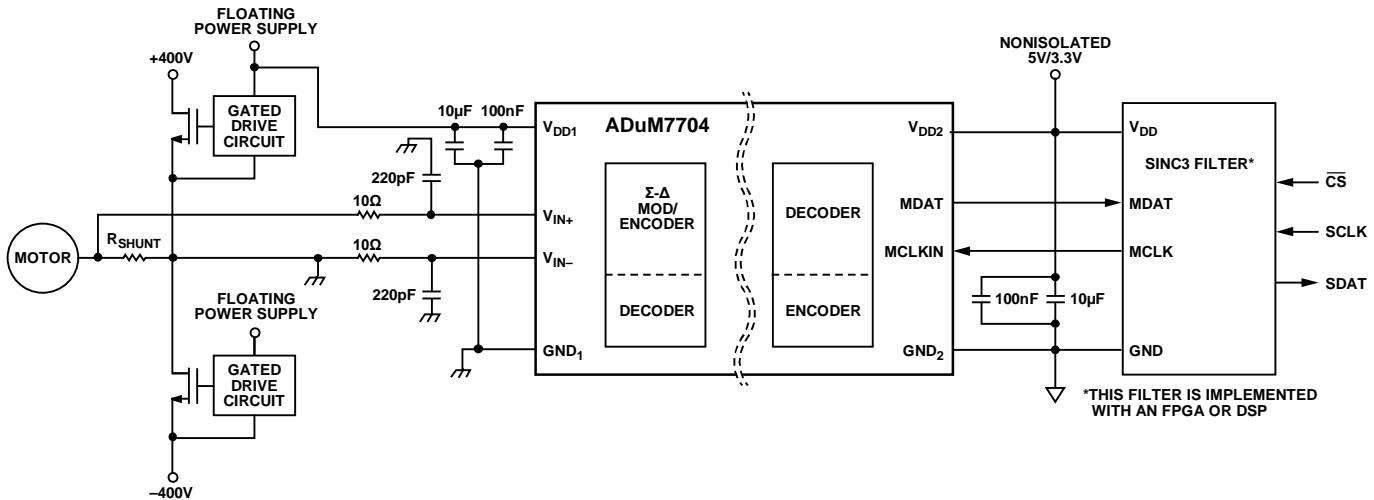 FLOATING
POWER SUPPLY
+400V
GATED
DRIVE
CIRCUIT
10µF
100nF
220pF
10Ω
10Ω
220pF
MOTOR
RSHUNT
FLOATING
POWER SUPPLY
GATED
DRIVE
CIRCUIT
–400V
ADuM7704
VDD1
VIN+
VIN–
GND1
Σ-Δ
MOD/
ENCODER
DECODER
DECODER
ENCODER
VDD2
MDAT
MCLKIN
GND2
NONISOLATED
5V/3.3V
100nF
10µF
VDD
SINC3 FILTER*
MDAT
MCLK
GND
CS
SCLK
SDAT
*THIS FILTER IS IMPLEMENTED
WITH AN FPGA OR DSP